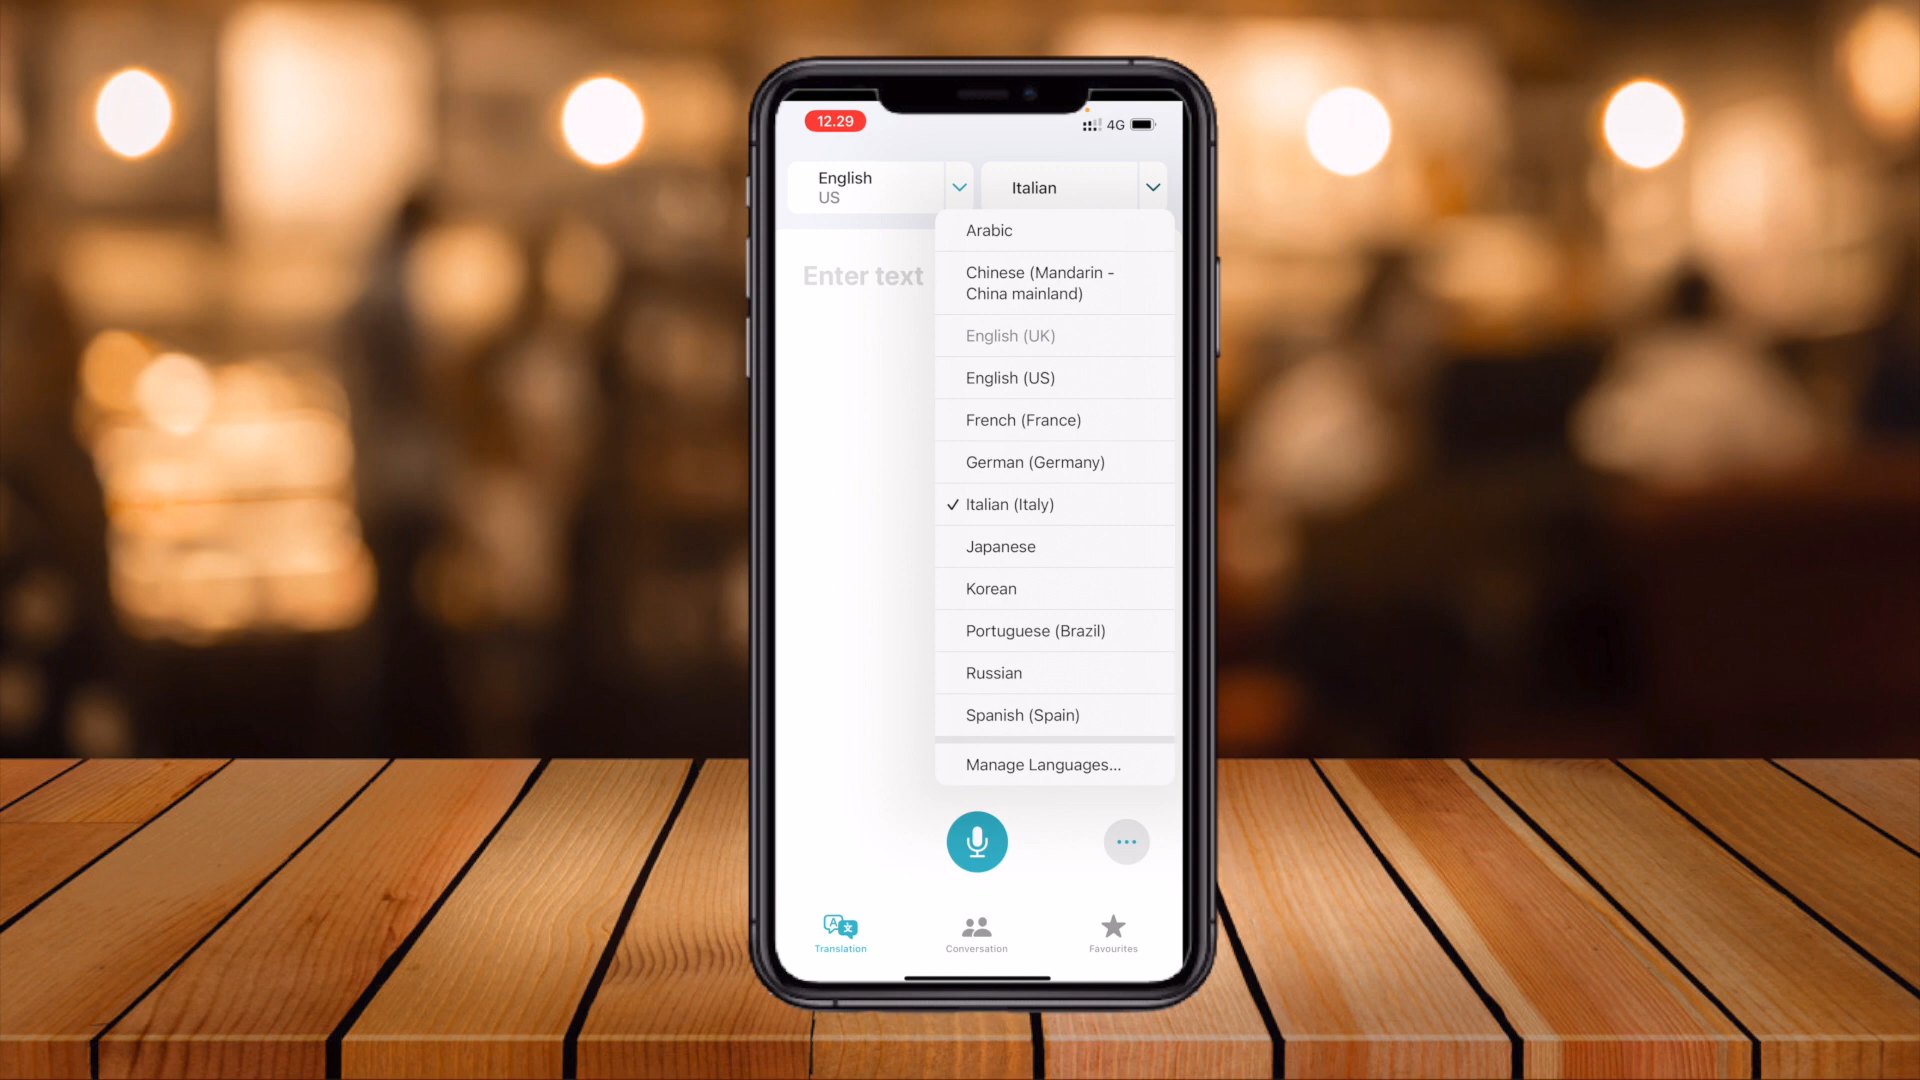 12.29
4G
English
US
Italian
Enter text
Arabic
Chinese (Mandarin -
China mainland)
English (UK)
English (US)
French (France)
German (Germany)
✓ Italian (Italy)
Japanese
Korean
Portuguese (Brazil)
Russian
Spanish (Spain)
Manage Languages...
A 文
Translation
Conversation
Favourites